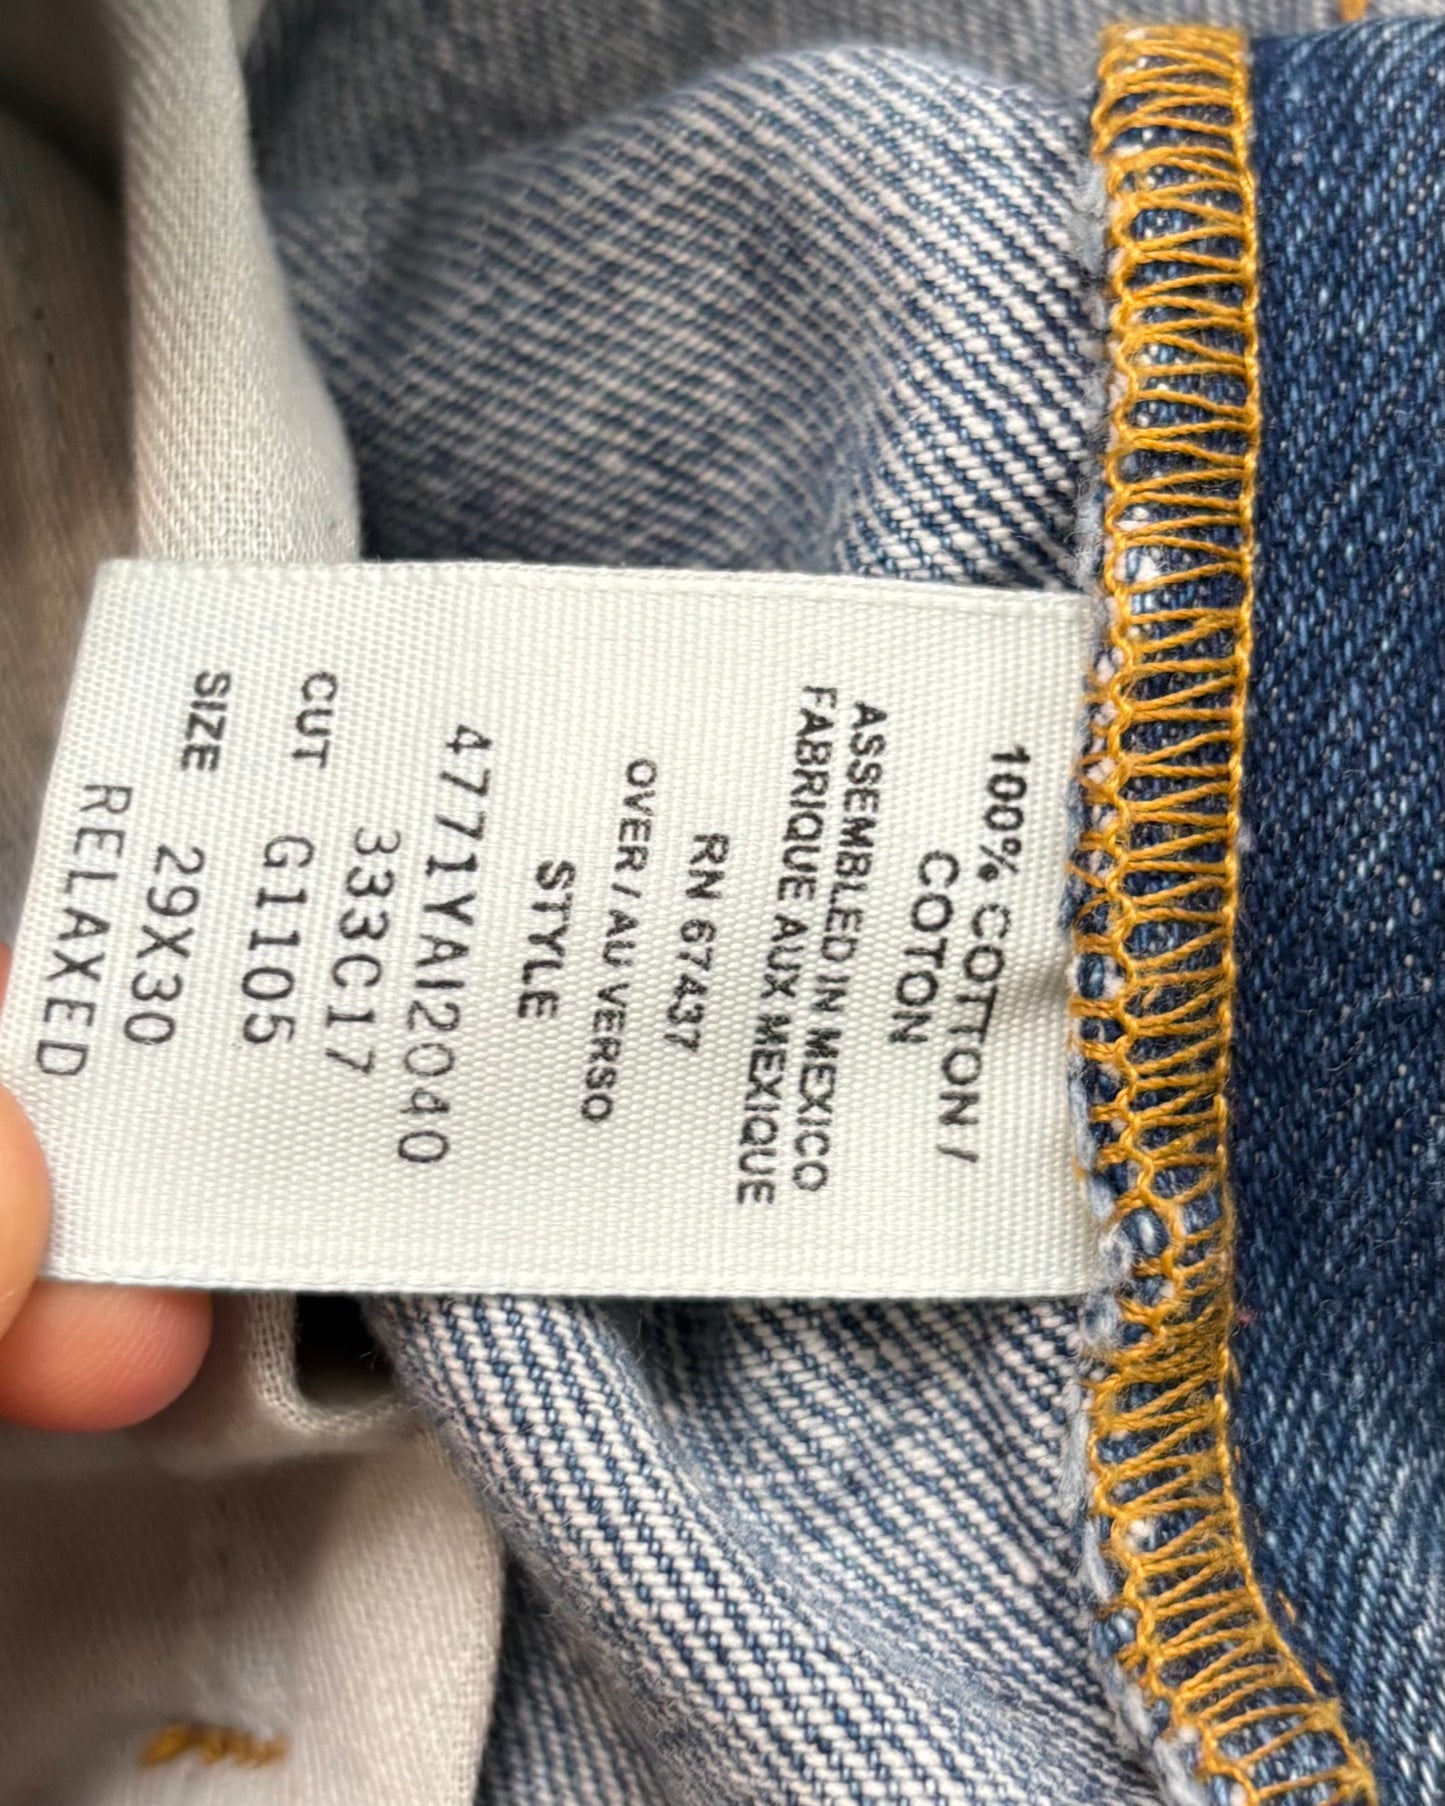 100% COTTON /
COTON
ASSEMBLED IN MEXICO
FABRIQUE AUX MEXIQUE
RN 67437
OVER / AU VERSO
STYLE
4771YAI2040
333C17
CUT G1105
SIZE 29X30
RELAXED